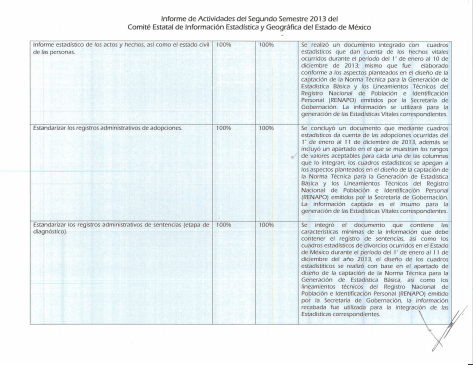 Informe de Actividades del Segundo Semestre 2013 del
Comité Estatal de Información Estadística y Geográfica del Estado de México
Informe estadístico de los actos y hechos, así como el estado civil
de las personas.
100%
100%
Se realizó un documento integrado con cuadros
estadísticos que dan cuenta de los hechos vitales
ocurridos durante el período del 1° de enero al 10 de
diciembre de 2013; mismo que fue elaborado
conforme a los aspectos planteados en el diseño de la
captación de la Norma Técnica para la Generación de
Estadística Básica y los Lineamientos Técnicos del
Registro Nacional de Población e Identificación
Personal (RENAPO) emitidos por la Secretaría de
Gobernación. La información se utilizará para la
generación de las Estadísticas Vitales correspondientes.
Estandarizar los registros administrativos de adopciones.
100%
100%
Se concluyó un documento que mediante cuadros
estadísticos da cuenta de las adopciones ocurridas del
1° de enero al 11 de diciembre de 2013, además se
incluyó un apartado en el que se muestran los rangos
de valores aceptables para cada una de las columnas
que lo integran; los cuadros estadísticos se apegan a
los aspectos planteados en el diseño de la captación de
la Norma Técnica para la Generación de Estadística
Básica y los Lineamientos Técnicos del Registro
Nacional de Población e Identificación Personal
(RENAPO) emitidos por la Secretaría de Gobernación.
La información captada es el insumo para la
generación de las Estadísticas Vitales correspondientes.
Estandarizar los registros administrativos de sentencias (etapa de
diagnóstico).
100%
100%
Se integró el documento que contiene las
características mínimas de la información que debe
contener el registro de sentencias, así como los
cuadros estadísticos de divorcios ocurridos en el Estado
de México durante el período del 1° de enero al 11 de
diciembre del año 2013, el diseño de los cuadros
estadísticos se realizó con base en el apartado de
diseño de la captación de la Norma Técnica para la
Generación de Estadística Básica, así como los
lineamientos técnicos del Registro Nacional de
Población e Identificación Personal (RENAPO) emitido
por la Secretaría de Gobernación, la información
recabada fue utilizada para la integración de las
Estadísticas correspondientes.